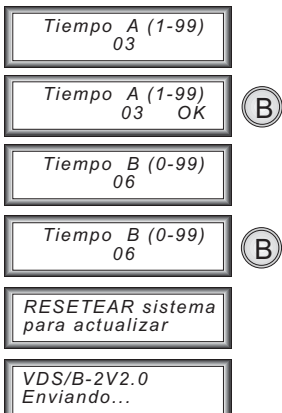 Tiempo A (1-99)
03
Tiempo A (1-99)
03 OK
B
Tiempo B (0-99)
06
Tiempo B (0-99)
06
B
RESETEAR sistema
para actualizar
VDS/B-2V2.0
Enviando...